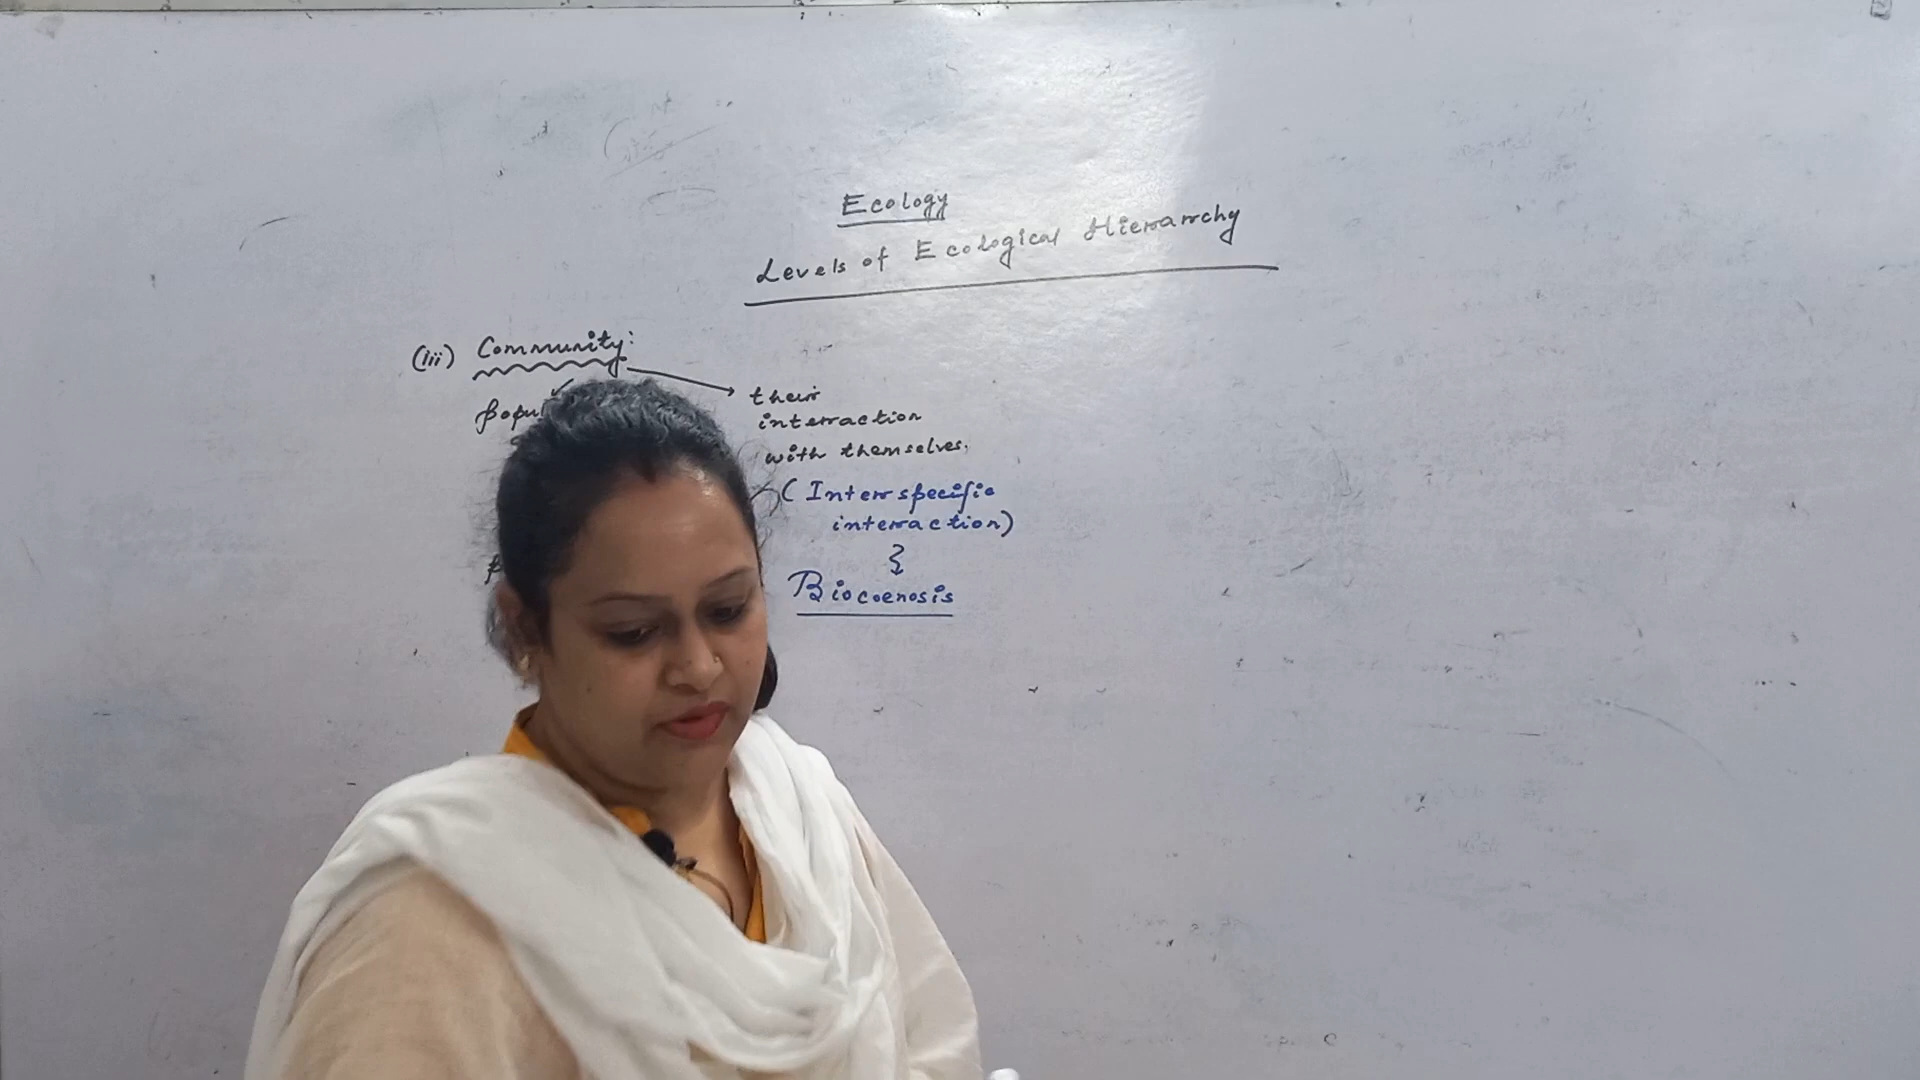 Ecology
Levels of Ecological Hierarchy
(iii) Community:
their
interaction
with themselves.
(Interspecific
interaction)
Biocoenosis